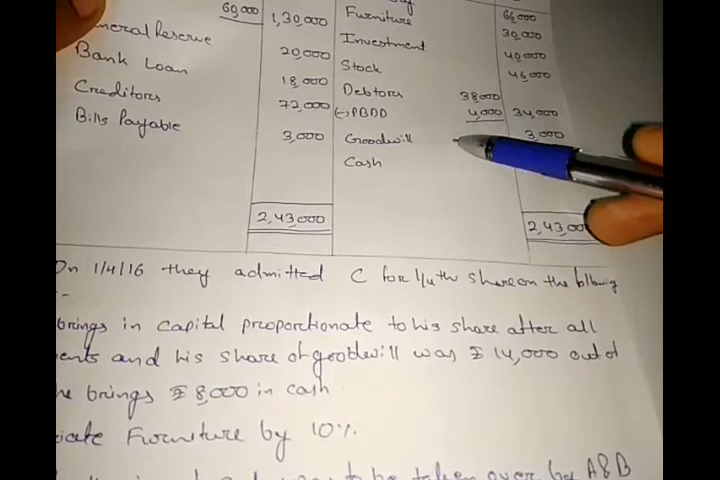 60,000 1,30,000 Furniture 66,000
General Reserve 20,000 Investment 30,000
Bank Loan 18,000 Stock 40,000
Creditors 72,000 Debtors 38,000 46,000
Bills Payable 3,000 (-) PBDD 4,000 34,000
Goodwill 3,000
Cash
2,43,000 2,43,00
On 1/4/16 they admitted C for 1/4th share on the following
brings in capital proportionate to his share after all
ents and his share of goodwill was ₹ 14,000 out of
he brings ₹ 8,000 in cash
ciate Furniture by 10%.
to be taken over by A&B